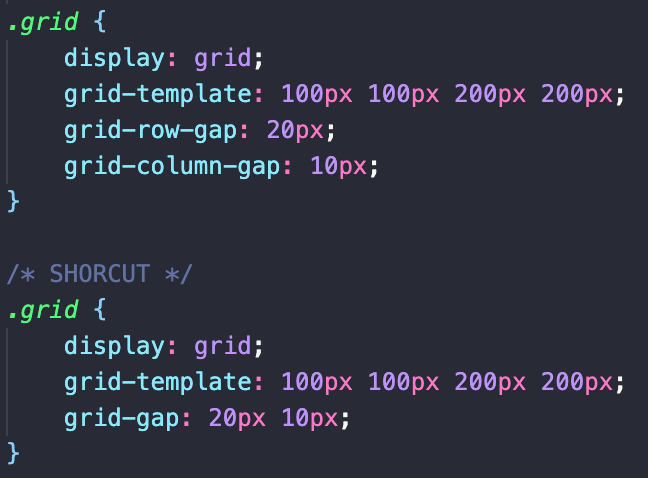 .grid {
    display: grid;
    grid-template: 100px 100px 200px 200px;
    grid-row-gap: 20px;
    grid-column-gap: 10px;
}
/* SHORCUT */
.grid {
    display: grid;
    grid-template: 100px 100px 200px 200px;
    grid-gap: 20px 10px;
}